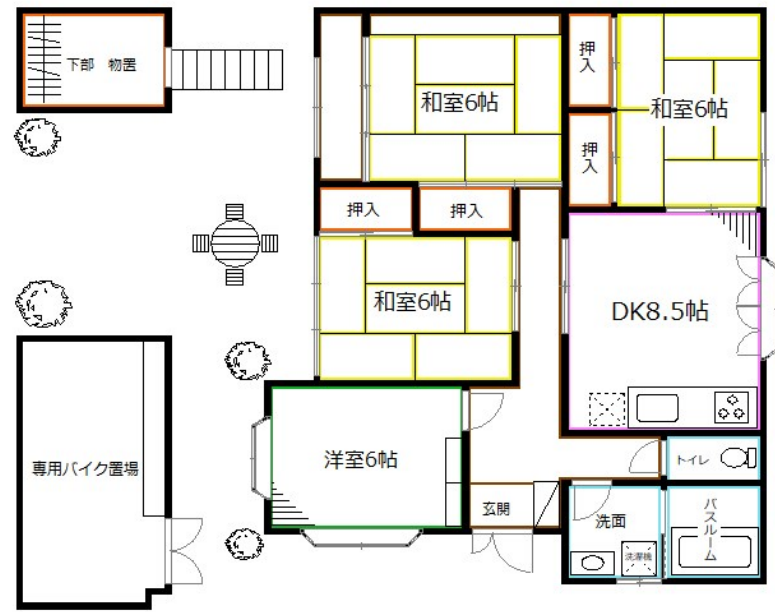 下部 物置
和室6帖
押入
和室6帖
押入
押入
押入
和室6帖
DK8.5帖
洋室6帖
専用バイク置場
トイレ
玄関
洗面
洗濯機
バスルーム